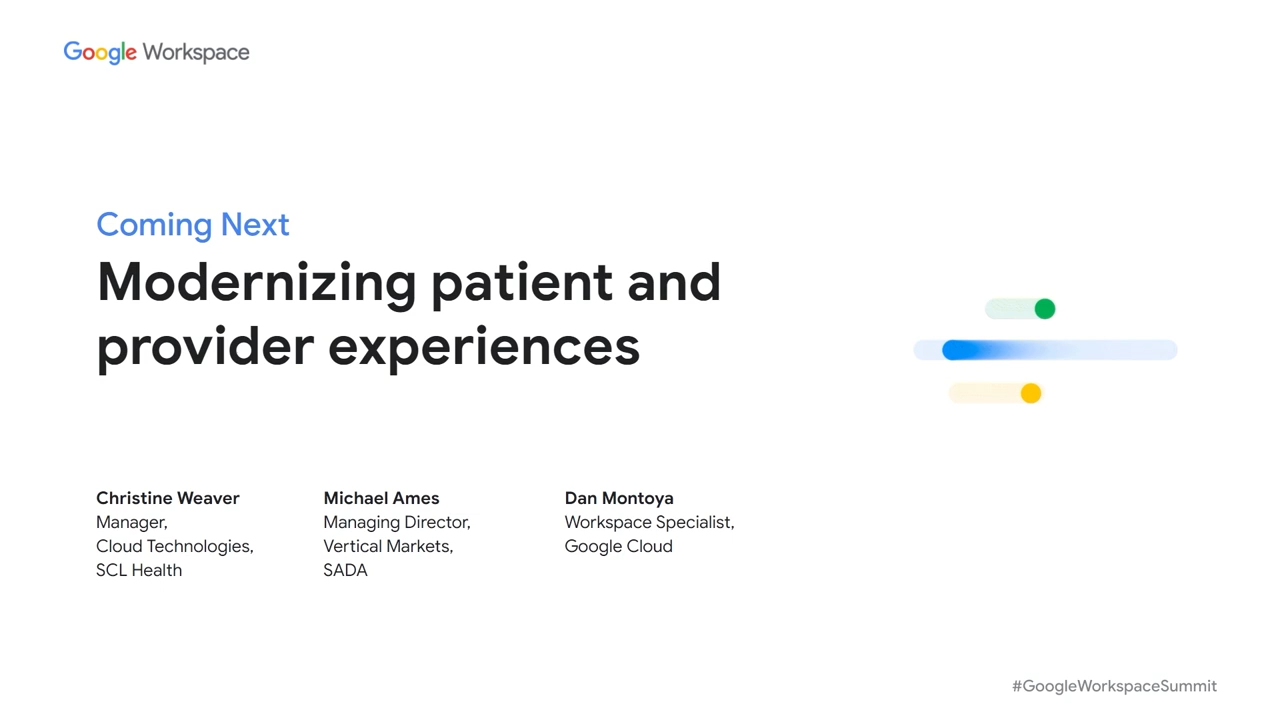 Google Workspace
Coming Next
Modernizing patient and
provider experiences
Christine Weaver
Manager,
Cloud Technologies,
SCL Health
Michael Ames
Managing Director,
Vertical Markets,
SADA
Dan Montoya
Workspace Specialist,
Google Cloud
#GoogleWorkspaceSummit